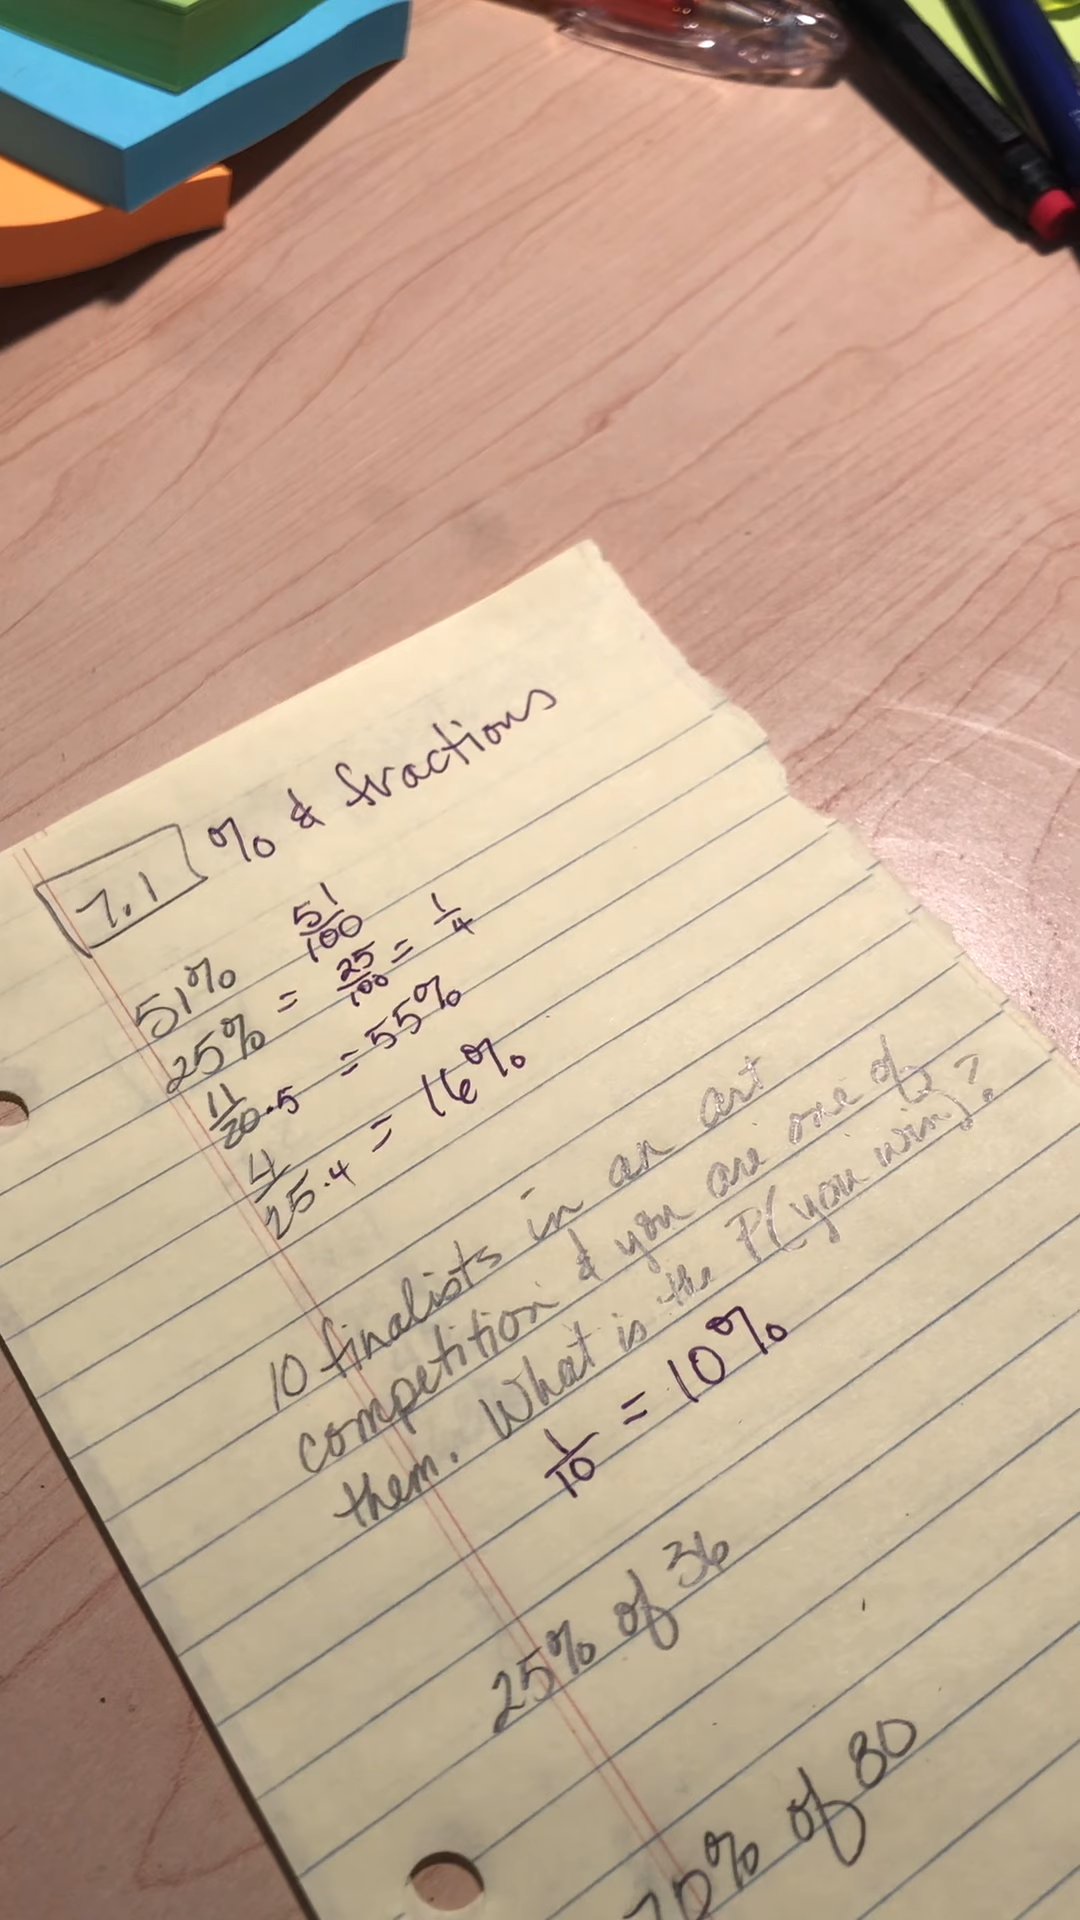 7.1 % & fractions
51% 51/100
25% = 25/100 = 1/4
11/20 · 5 = 55%
4/25 · 4 = 16%
10 finalists in an art
competition & you are one of
them. What is the P(you win)?
1/10 = 10%
25% of 36
70% of 80